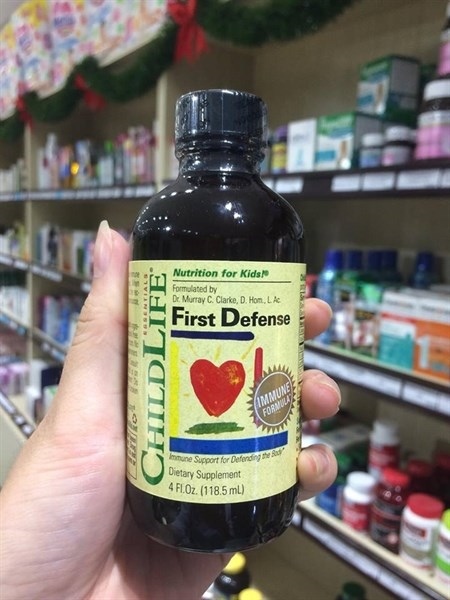 Nutrition for Kids!®
Formulated by
Dr. Murray C. Clarke, D. Hom., L. Ac.
First Defense
ESSENTIALS
CHILDLIFE®
IMMUNE
FORMULA
Immune Support for Defending the Body*
Dietary Supplement
4 Fl.Oz. (118.5 mL)